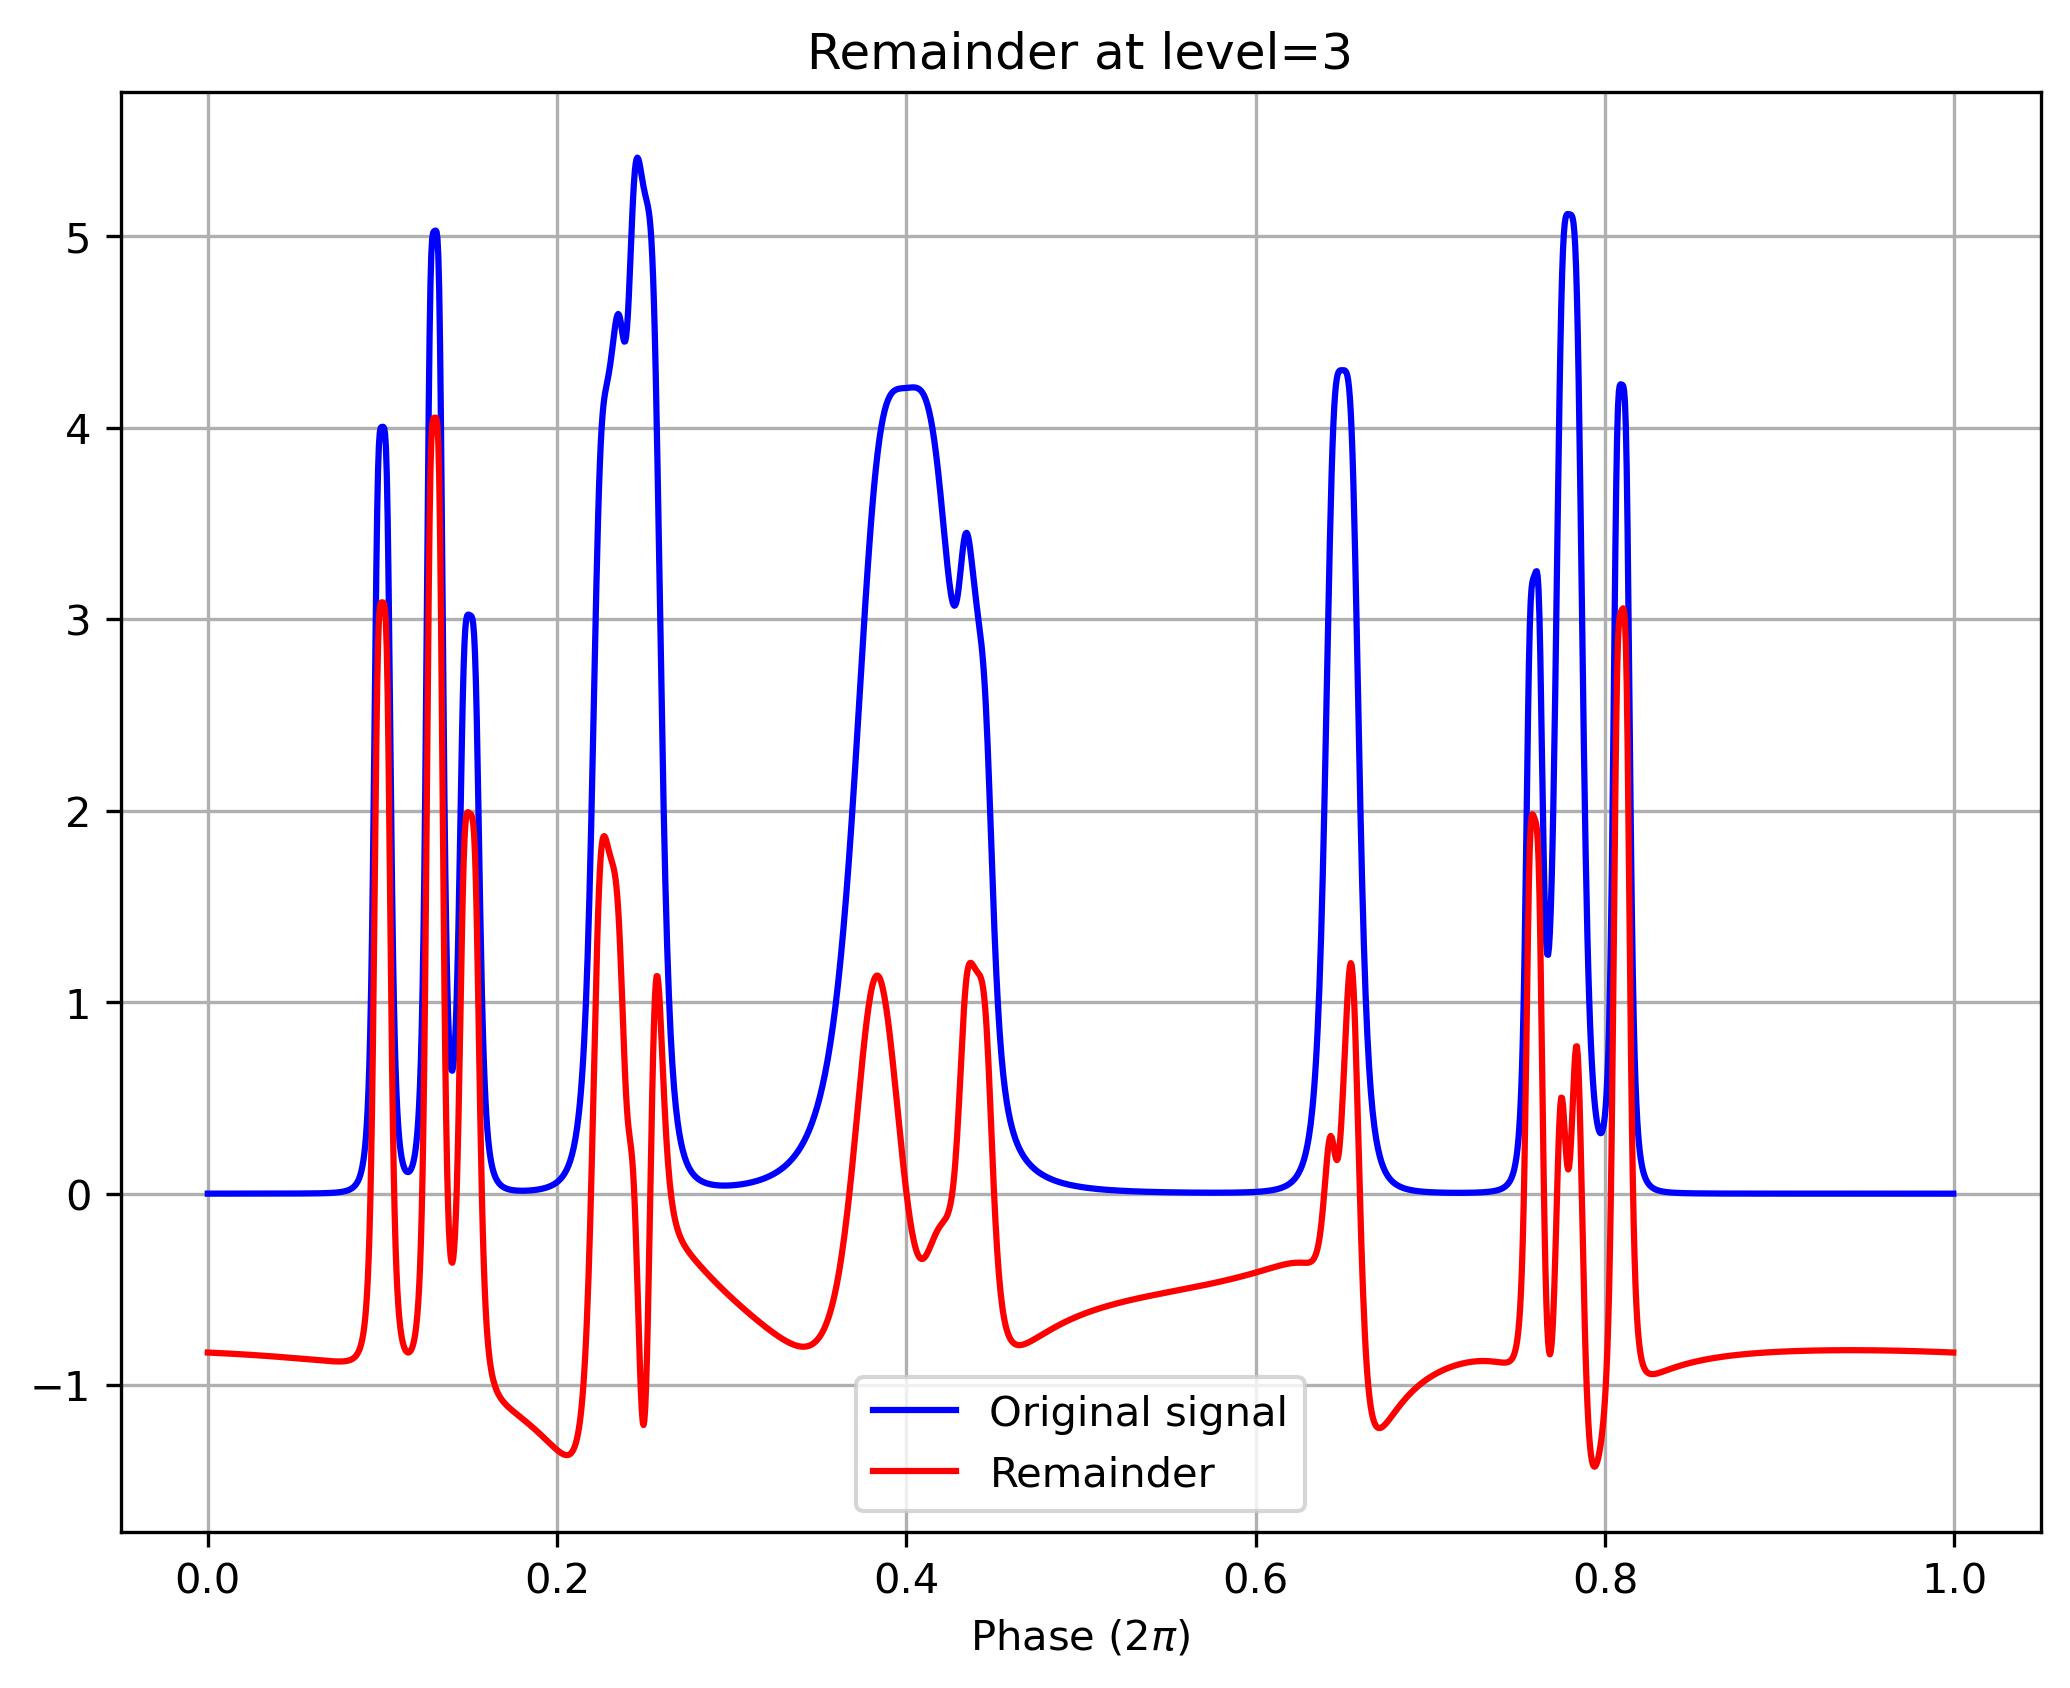 Remainder at level=3
5
4
3
2
1
0
−1
Original signal
Remainder
0.0 0.2 0.4 0.6 0.8 1.0
Phase (2π)